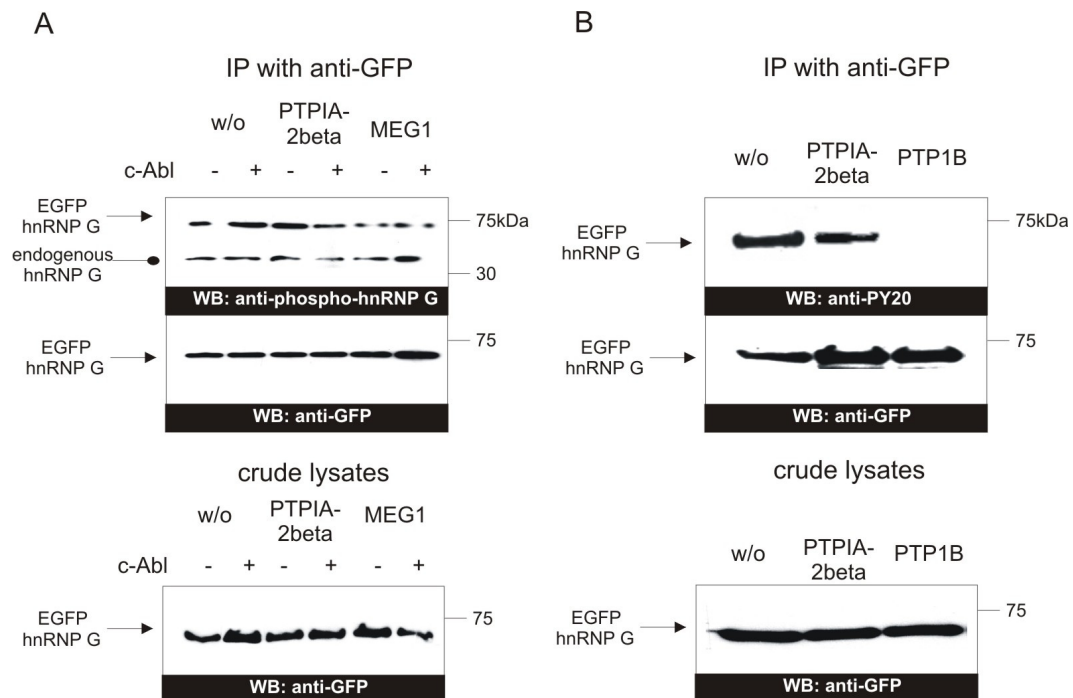 A
IP with anti-GFP
w/o PTPIA-2beta MEG1
c-Abl - + - + - +
EGFP hnRNP G
75kDa
endogenous hnRNP G
30
WB: anti-phospho-hnRNP G
EGFP hnRNP G
75
WB: anti-GFP
crude lysates
w/o PTPIA-2beta MEG1
c-Abl - + - + - +
EGFP hnRNP G
75
WB: anti-GFP
B
IP with anti-GFP
w/o PTPIA-2beta PTP1B
EGFP hnRNP G
75kDa
WB: anti-PY20
EGFP hnRNP G
75
WB: anti-GFP
crude lysates
w/o PTPIA-2beta PTP1B
EGFP hnRNP G
75
WB: anti-GFP